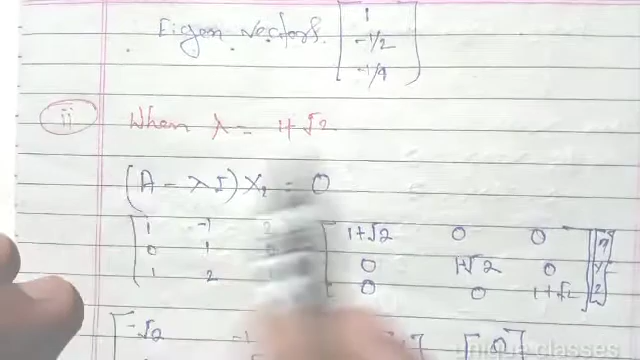 Eigen vectors [1
-1/2
-1/4]
ii When λ = 1+√2
(A - λI) X₂ = 0
[1 -1 2 [1+√2 0 0
0 1 0 1+√2 0
1 2 0 0 1+√2
-√2 -1 0
unique classes